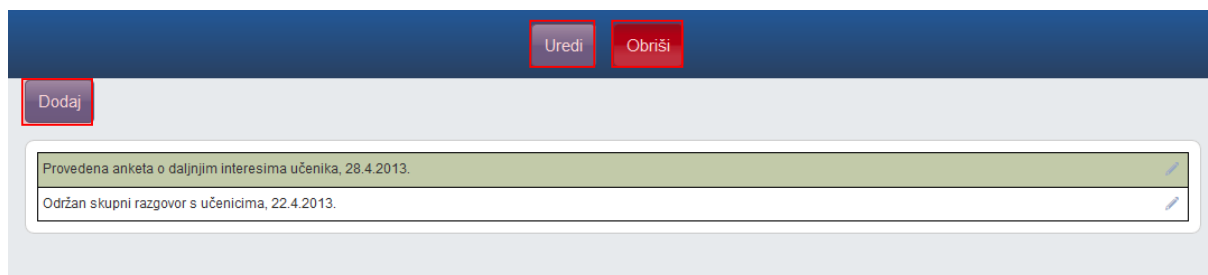 Uredi Obriši
Dodaj
Provedena anketa o daljnjim interesima učenika, 28.4.2013.
Održan skupni razgovor s učenicima, 22.4.2013.